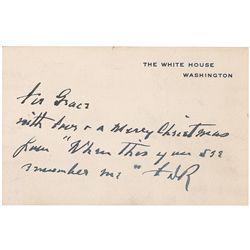 THE WHITE HOUSE
WASHINGTON
For Grace
with love & a Merry Christmas
from "When this you see
remember me" FDR